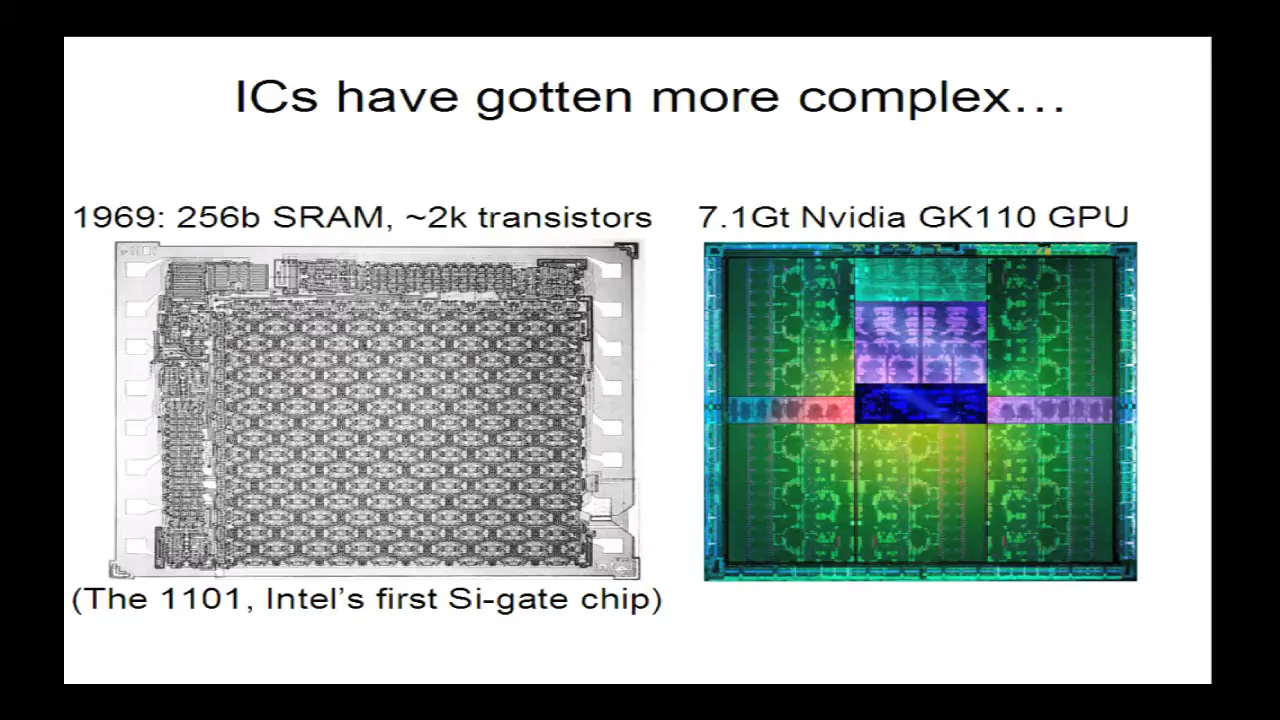 ICs have gotten more complex…
1969: 256b SRAM, ~2k transistors
7.1Gt Nvidia GK110 GPU
(The 1101, Intel’s first Si-gate chip)